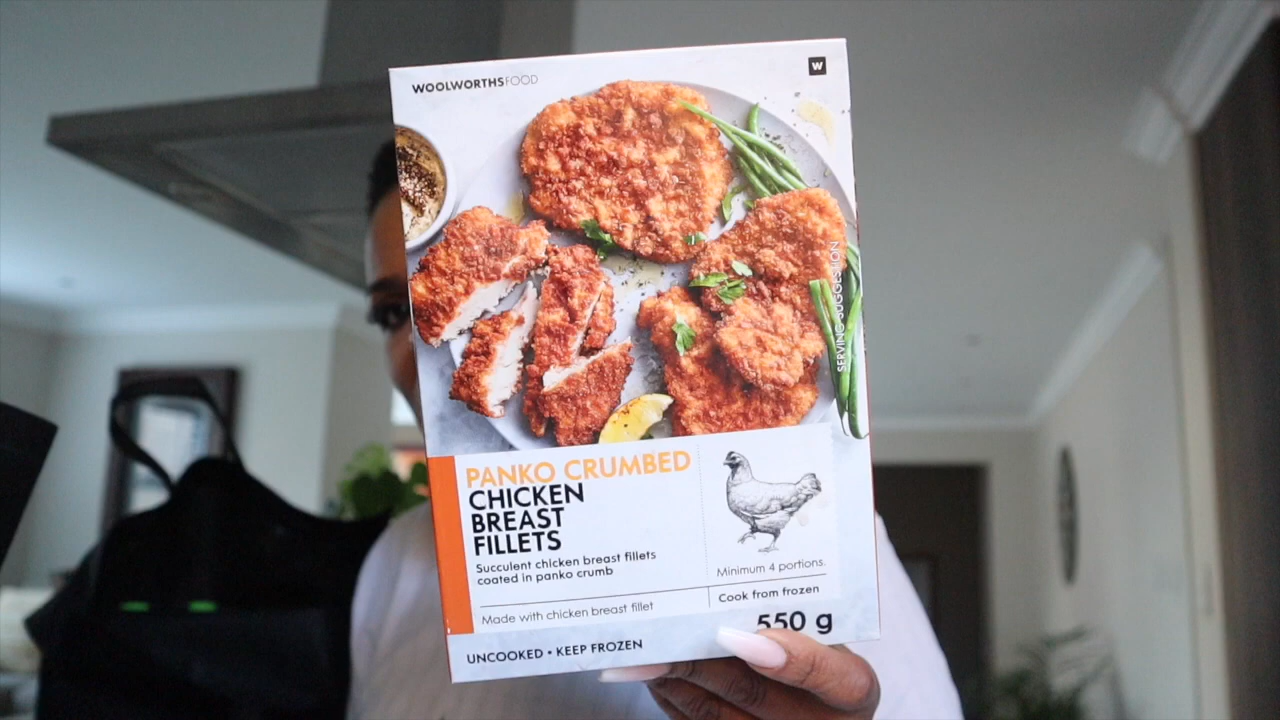 WOOLWORTHSFOOD
W
SERVING SUGGESTION
PANKO CRUMBED
CHICKEN
BREAST
FILLETS
Succulent chicken breast fillets
coated in panko crumb
Made with chicken breast fillet
Minimum 4 portions.
Cook from frozen
550 g
UNCOOKED • KEEP FROZEN